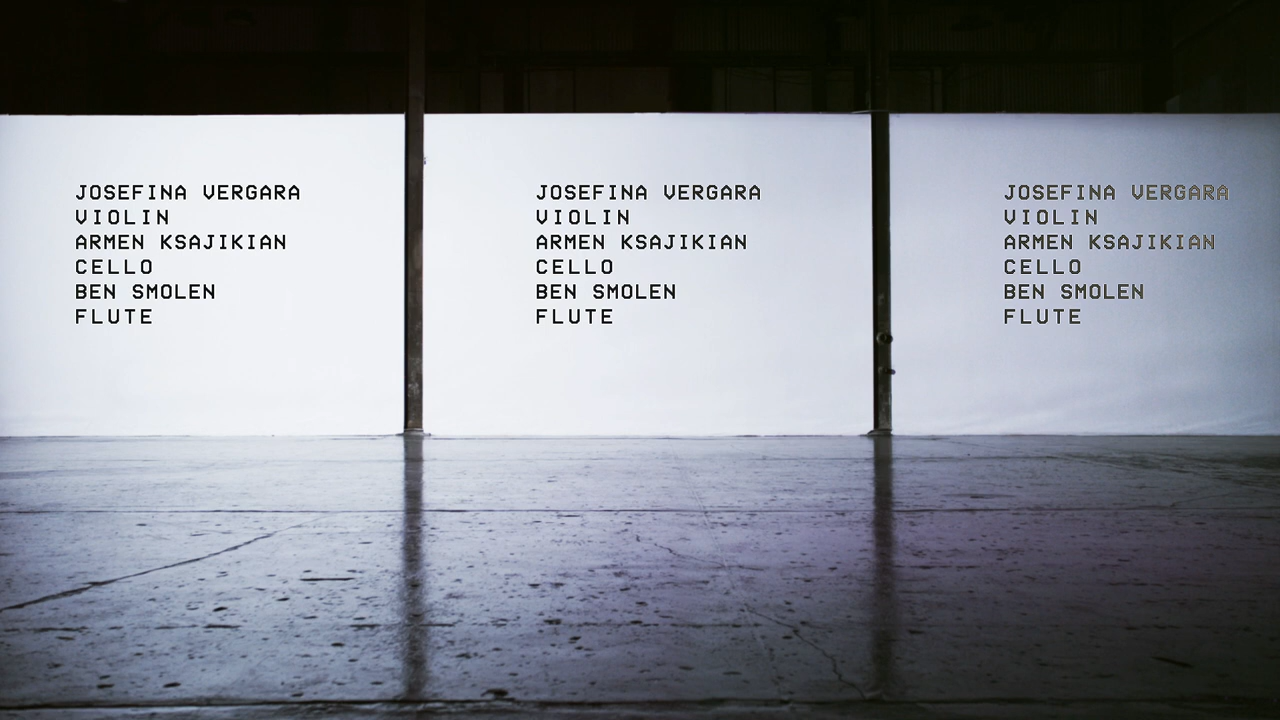 JOSEFINA VERGARA
VIOLIN
ARMEN KSAJIKIAN
CELLO
BEN SMOLEN
FLUTE
JOSEFINA VERGARA
VIOLIN
ARMEN KSAJIKIAN
CELLO
BEN SMOLEN
FLUTE
JOSEFINA VERGARA
VIOLIN
ARMEN KSAJIKIAN
CELLO
BEN SMOLEN
FLUTE